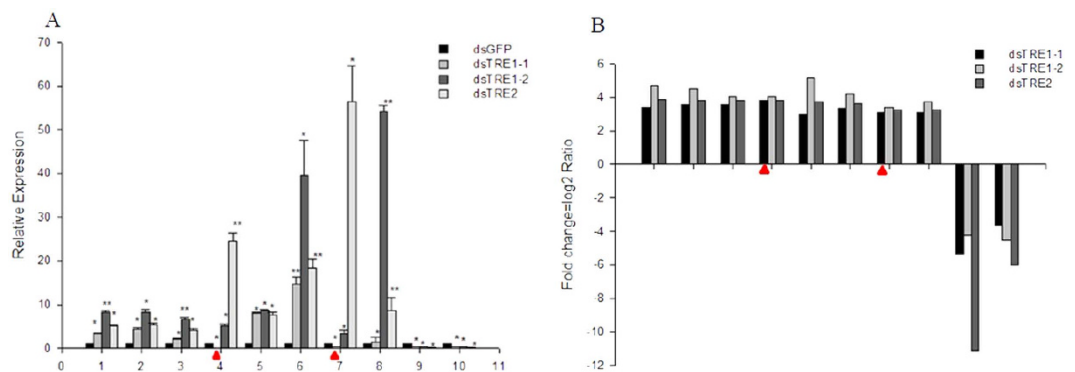 A
Relative Expression
70
60
50
40
30
20
10
0
0 1 2 3 4 5 6 7 8 9 10 11
dsGFP
dsTRE1-1
dsTRE1-2
dsTRE2
* ** *
* * *
* ** *
* * **
* * *
** * **
* * *
* ** **
* * *
* * *
B
Fold change=log2 Ratio
8
6
4
2
0
-2
-4
-6
-8
-10
-12
dsTRE1-1
dsTRE1-2
dsTRE2